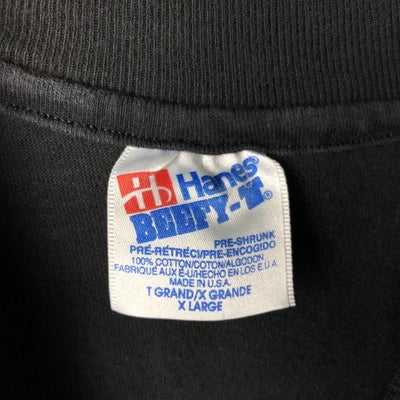 Hb Hanes
BEEFY-T®
PRE-SHRUNK
PRÉ-RÉTRÉCI/PRE-ENCOGIDO
100% COTTON/COTON/ALGODON
FABRIQUÉ AUX É-U/HECHO EN LOS E.U.A.
MADE IN U.S.A.
T GRAND/X GRANDE
X LARGE